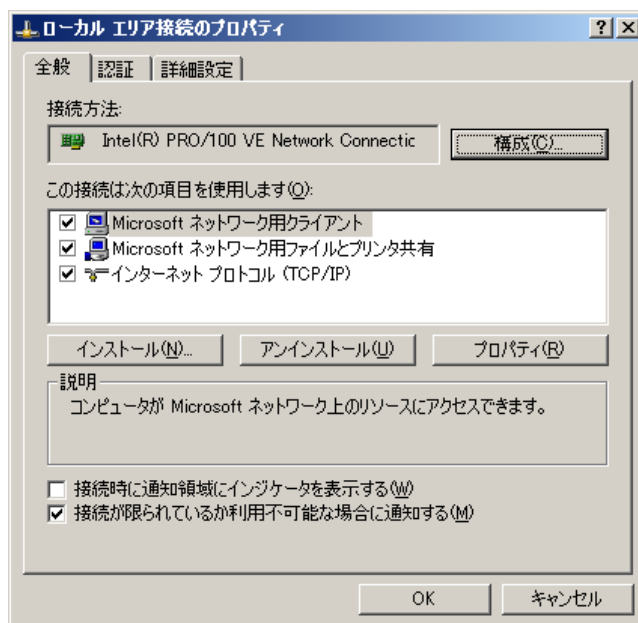 ローカル エリア接続のプロパティ
全般 認証 詳細設定
接続方法:
Intel(R) PRO/100 VE Network Connectic 構成(C)...
この接続は次の項目を使用します(O):
Microsoft ネットワーク用クライアント
Microsoft ネットワーク用ファイルとプリンタ共有
インターネット プロトコル (TCP/IP)
インストール(N)... アンインストール(U) プロパティ(R)
説明
コンピュータが Microsoft ネットワーク上のリソースにアクセスできます。
接続時に通知領域にインジケータを表示する(W)
接続が限られているか利用不可能な場合に通知する(M)
OK キャンセル